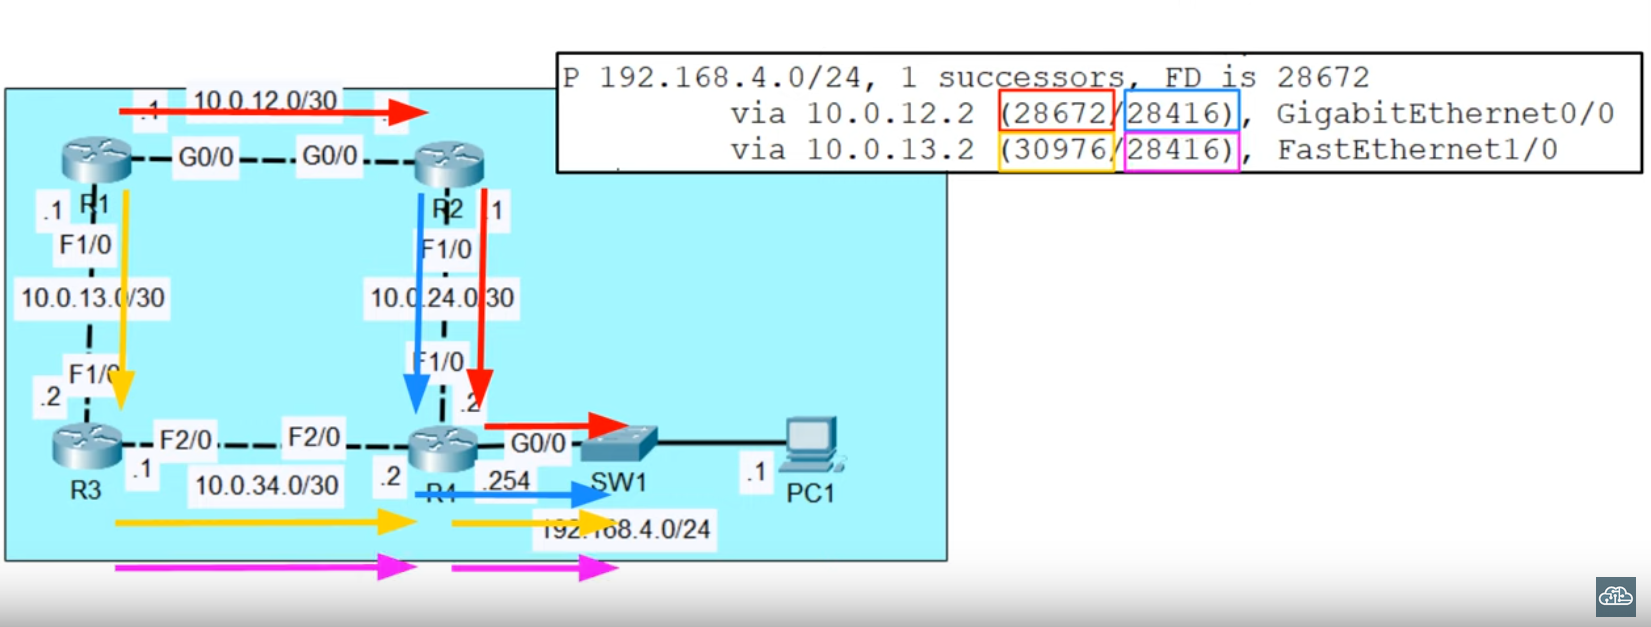 P 192.168.4.0/24, 1 successors, FD is 28672
via 10.0.12.2 (28672/28416), GigabitEthernet0/0
via 10.0.13.2 (30976/28416), FastEthernet1/0
.1 10.0.12.0/30
G0/0 G0/0
.1 R1 R2 .1
F1/0 F1/0
10.0.13.0/30 10.0.24.0/30
F1/0 F1/0
.2 .2
F2/0 F2/0 G0/0
.1 .2 .254 .1
R3 10.0.34.0/30 R4 SW1 PC1
192.168.4.0/24